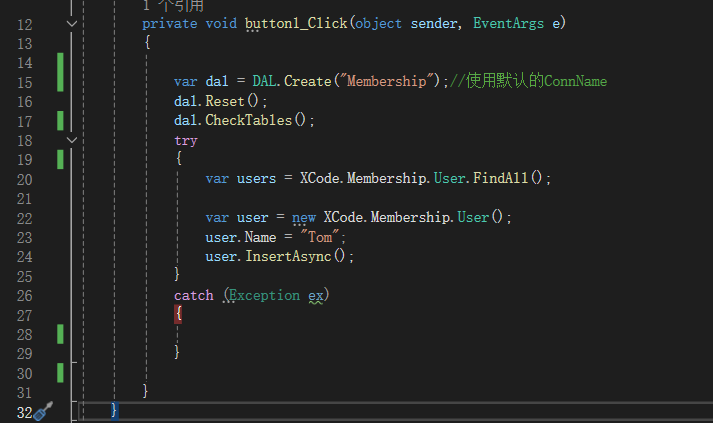 1 个引用
12 private void button1_Click(object sender, EventArgs e)
13 {
14
15 var dal = DAL.Create("Membership");//使用默认的ConnName
16 dal.Reset();
17 dal.CheckTables();
18 try
19 {
20 var users = XCode.Membership.User.FindAll();
21
22 var user = new XCode.Membership.User();
23 user.Name = "Tom";
24 user.InsertAsync();
25 }
26 catch (Exception ex)
27 {
28
29 }
30
31 }
32 }